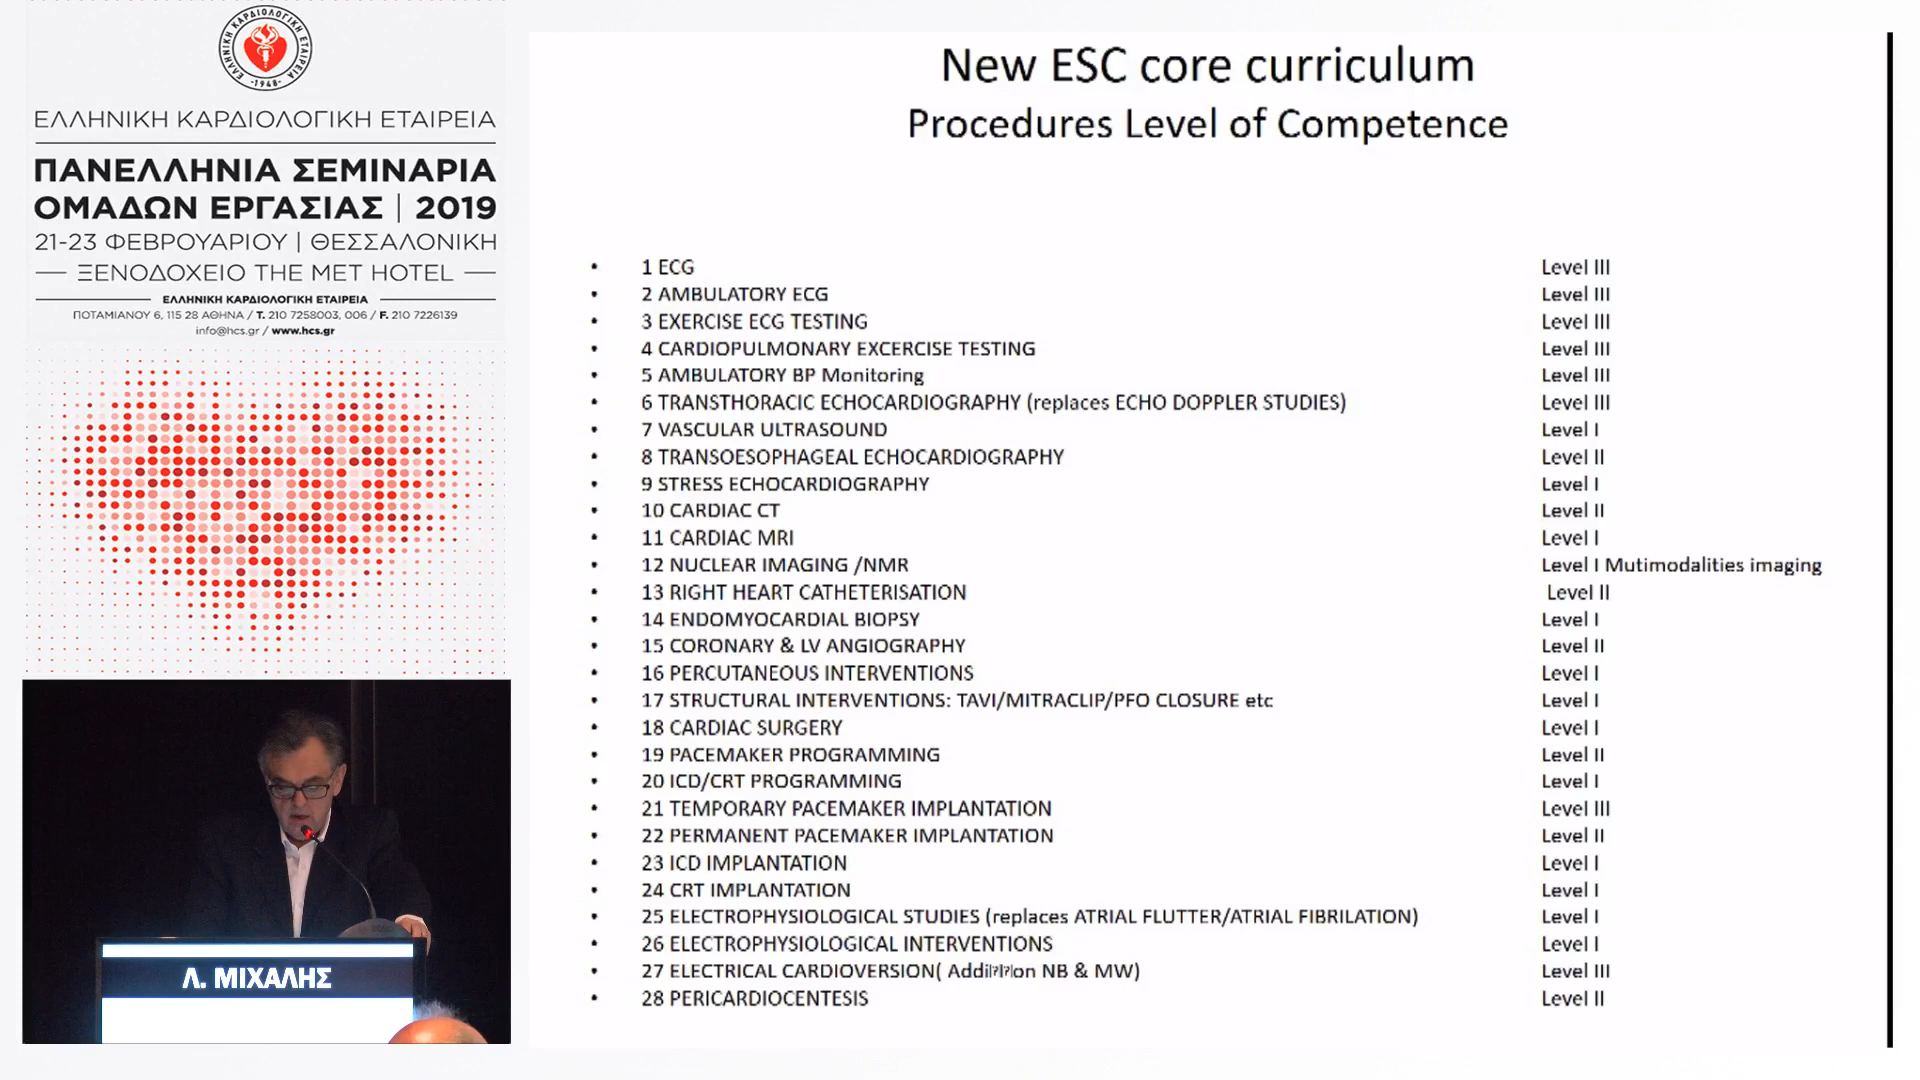 ΕΛΛΗΝΙΚΗ ΚΑΡΔΙΟΛΟΓΙΚΗ ΕΤΑΙΡΕΙΑ
-1948-
ΕΛΛΗΝΙΚΗ ΚΑΡΔΙΟΛΟΓΙΚΗ ΕΤΑΙΡΕΙΑ
ΠΑΝΕΛΛΗΝΙΑ ΣΕΜΙΝΑΡΙΑ
ΟΜΑΔΩΝ ΕΡΓΑΣΙΑΣ | 2019
21-23 ΦΕΒΡΟΥΑΡΙΟΥ | ΘΕΣΣΑΛΟΝΙΚΗ
ΞΕΝΟΔΟΧΕΙΟ THE MET HOTEL
ΕΛΛΗΝΙΚΗ ΚΑΡΔΙΟΛΟΓΙΚΗ ΕΤΑΙΡΕΙΑ
ΠΟΤΑΜΙΑΝΟΥ 6, 115 28 ΑΘΗΝΑ / T. 210 7258003, 006 / F. 210 7226139
info@hcs.gr / www.hcs.gr
Λ. ΜΙΧΑΛΗΣ
New ESC core curriculum
Procedures Level of Competence
• 1 ECG Level III
• 2 AMBULATORY ECG Level III
• 3 EXERCISE ECG TESTING Level III
• 4 CARDIOPULMONARY EXCERCISE TESTING Level III
• 5 AMBULATORY BP Monitoring Level III
• 6 TRANSTHORACIC ECHOCARDIOGRAPHY (replaces ECHO DOPPLER STUDIES) Level III
• 7 VASCULAR ULTRASOUND Level I
• 8 TRANSOESOPHAGEAL ECHOCARDIOGRAPHY Level II
• 9 STRESS ECHOCARDIOGRAPHY Level I
• 10 CARDIAC CT Level II
• 11 CARDIAC MRI Level I
• 12 NUCLEAR IMAGING /NMR Level I Mutimodalities imaging
• 13 RIGHT HEART CATHETERISATION Level II
• 14 ENDOMYOCARDIAL BIOPSY Level I
• 15 CORONARY & LV ANGIOGRAPHY Level II
• 16 PERCUTANEOUS INTERVENTIONS Level I
• 17 STRUCTURAL INTERVENTIONS: TAVI/MITRACLIP/PFO CLOSURE etc Level I
• 18 CARDIAC SURGERY Level I
• 19 PACEMAKER PROGRAMMING Level II
• 20 ICD/CRT PROGRAMMING Level I
• 21 TEMPORARY PACEMAKER IMPLANTATION Level III
• 22 PERMANENT PACEMAKER IMPLANTATION Level II
• 23 ICD IMPLANTATION Level I
• 24 CRT IMPLANTATION Level I
• 25 ELECTROPHYSIOLOGICAL STUDIES (replaces ATRIAL FLUTTER/ATRIAL FIBRILATION) Level I
• 26 ELECTROPHYSIOLOGICAL INTERVENTIONS Level I
• 27 ELECTRICAL CARDIOVERSION( NB & MW) Level III
• 28 PERICARDIOCENTESIS Level II